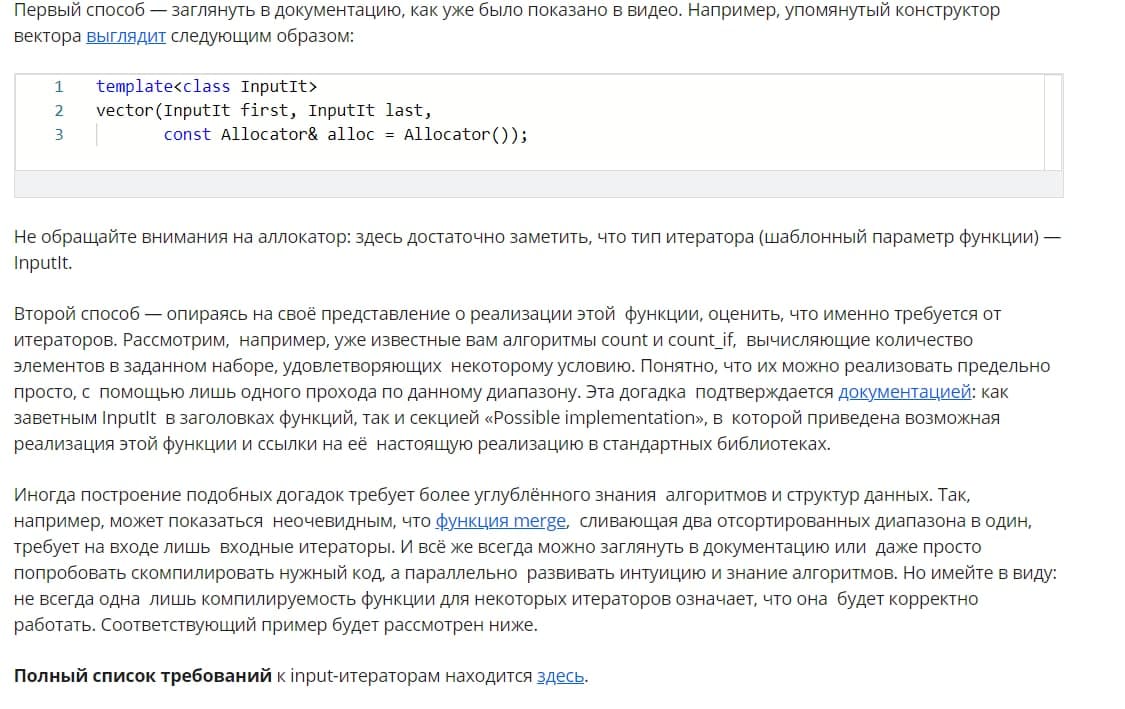 Первый способ — заглянуть в документацию, как уже было показано в видео. Например, упомянутый конструктор
вектора выглядит следующим образом:
1 template<class InputIt>
2 vector(InputIt first, InputIt last,
3 const Allocator& alloc = Allocator());
Не обращайте внимания на аллокатор: здесь достаточно заметить, что тип итератора (шаблонный параметр функции) —
InputIt.
Второй способ — опираясь на своё представление о реализации этой функции, оценить, что именно требуется от
итераторов. Рассмотрим, например, уже известные вам алгоритмы count и count_if, вычисляющие количество
элементов в заданном наборе, удовлетворяющих некоторому условию. Понятно, что их можно реализовать предельно
просто, с помощью лишь одного прохода по данному диапазону. Эта догадка подтверждается документацией: как
заветным InputIt в заголовках функций, так и секцией «Possible implementation», в которой приведена возможная
реализация этой функции и ссылки на её настоящую реализацию в стандартных библиотеках.
Иногда построение подобных догадок требует более углублённого знания алгоритмов и структур данных. Так,
например, может показаться неочевидным, что функция merge, сливающая два отсортированных диапазона в один,
требует на входе лишь входные итераторы. И всё же всегда можно заглянуть в документацию или даже просто
попробовать скомпилировать нужный код, а параллельно развивать интуицию и знание алгоритмов. Но имейте в виду:
не всегда одна лишь компилируемость функции для некоторых итераторов означает, что она будет корректно
работать. Соответствующий пример будет рассмотрен ниже.
Полный список требований к input-итераторам находится здесь.